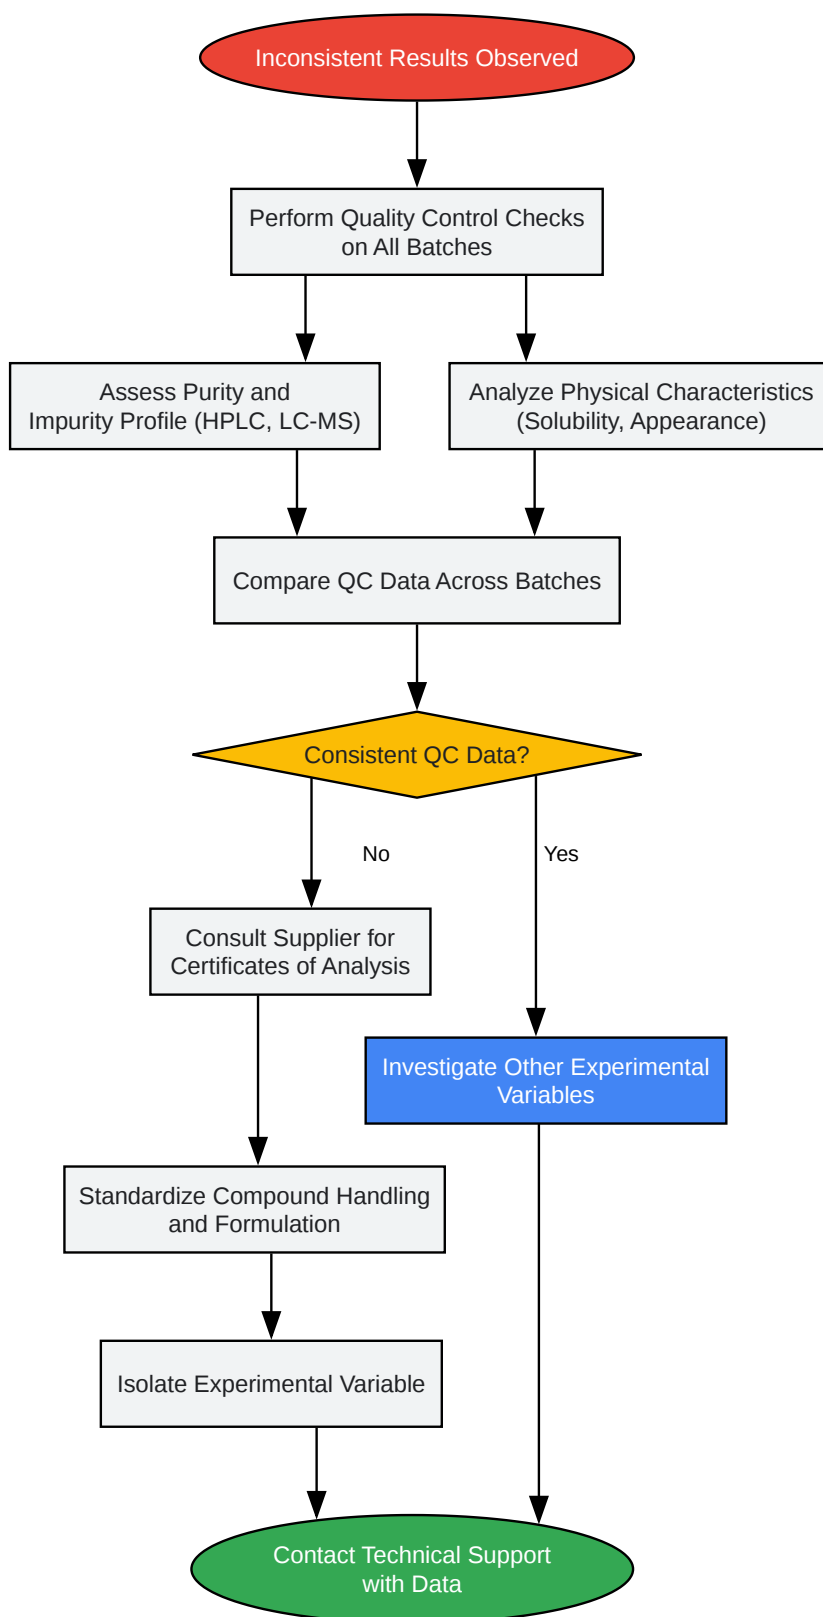 Inconsistent Results Observed
Perform Quality Control Checks
on All Batches
Assess Purity and
Impurity Profile (HPLC, LC-MS)
Analyze Physical Characteristics
(Solubility, Appearance)
Compare QC Data Across Batches
Consistent QC Data?
No
Yes
Consult Supplier for
Certificates of Analysis
Investigate Other Experimental
Variables
Standardize Compound Handling
and Formulation
Isolate Experimental Variable
Contact Technical Support
with Data